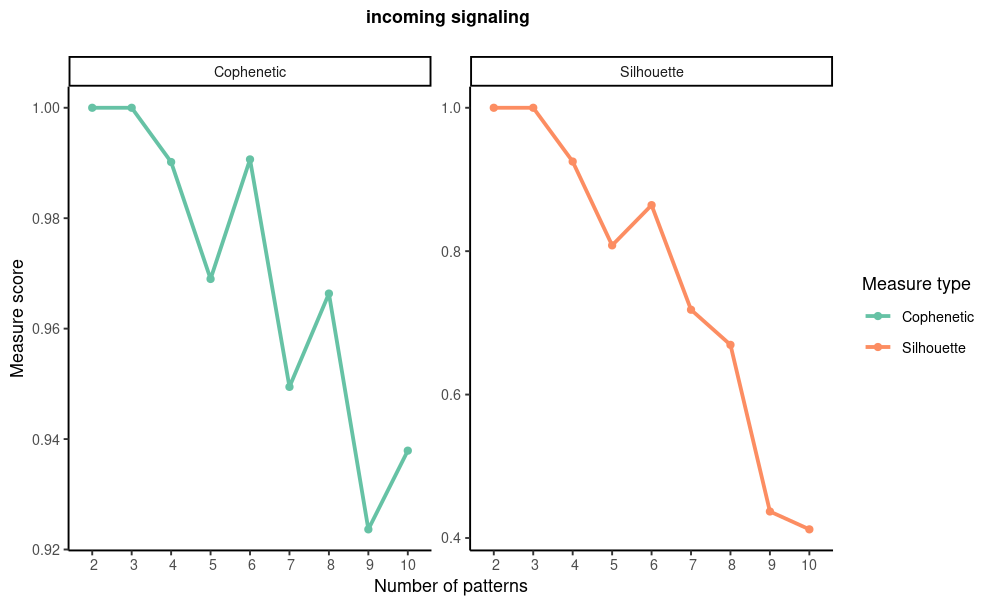 incoming signaling
Cophenetic
Silhouette
Measure score
1.00
0.98
0.96
0.94
0.92
2 3 4 5 6 7 8 9 10
1.0
0.8
0.6
0.4
2 3 4 5 6 7 8 9 10
Number of patterns
Measure type
Cophenetic
Silhouette